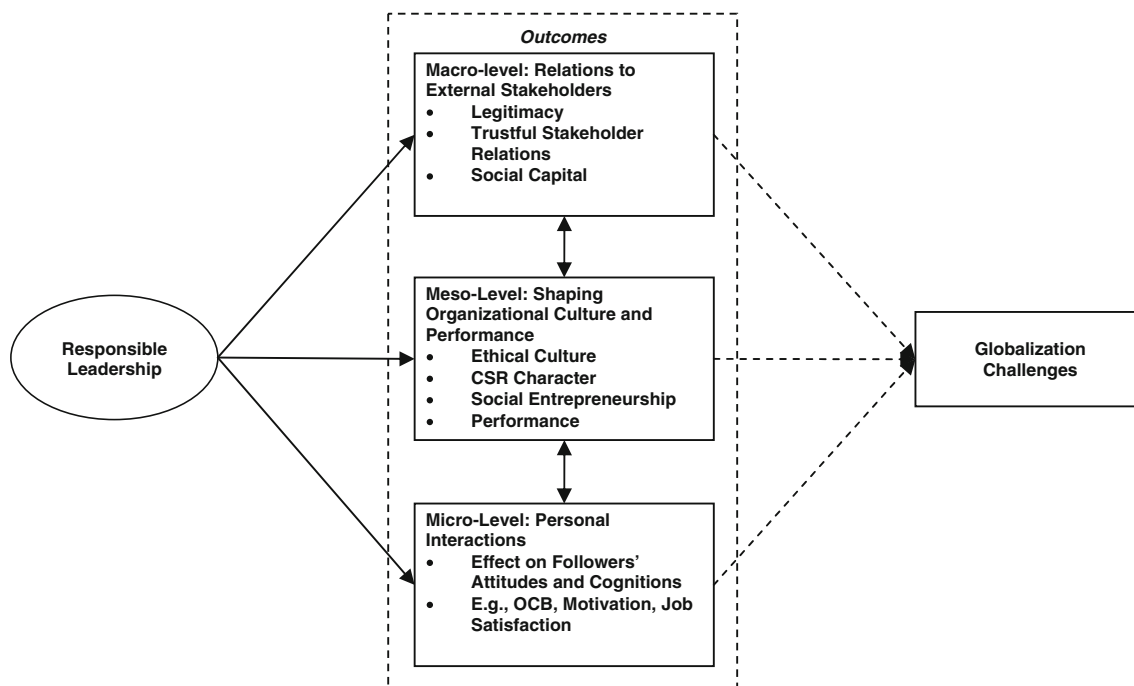 Outcomes
Macro-level: Relations to
External Stakeholders
• Legitimacy
• Trustful Stakeholder
Relations
• Social Capital
Meso-Level: Shaping
Organizational Culture and
Performance
• Ethical Culture
• CSR Character
• Social Entrepreneurship
• Performance
Responsible
Leadership
Globalization
Challenges
Micro-Level: Personal
Interactions
• Effect on Followers’
Attitudes and Cognitions
• E.g., OCB, Motivation, Job
Satisfaction